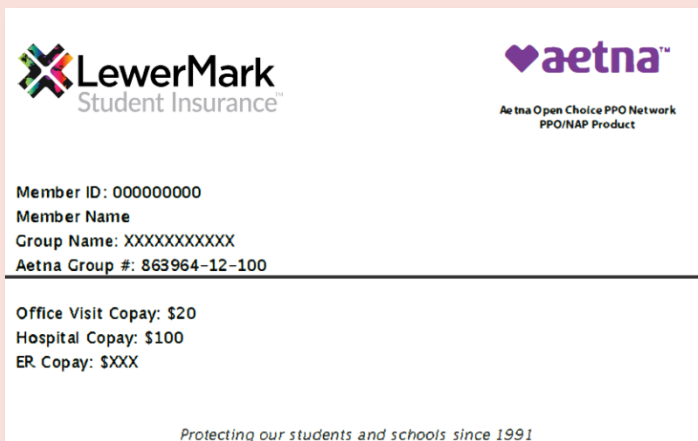 LewerMark
Student Insurance™
aetna™
Aetna Open Choice PPO Network
PPO/NAP Product
Member ID: 000000000
Member Name
Group Name: XXXXXXXXXXX
Aetna Group #: 863964-12-100
Office Visit Copay: $20
Hospital Copay: $100
ER Copay: $XXX
Protecting our students and schools since 1991